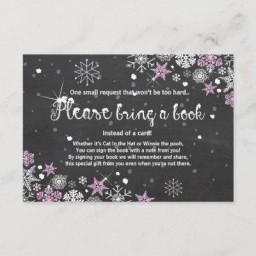 One small request that won't be too hard..
Please bring a book
Instead of a card!
Whether it's Cat in the Hat or Winnie the pooh,
You can sign the book with a note from you!
By signing your book we will remember and share,
this special gift from you even when you're not there.